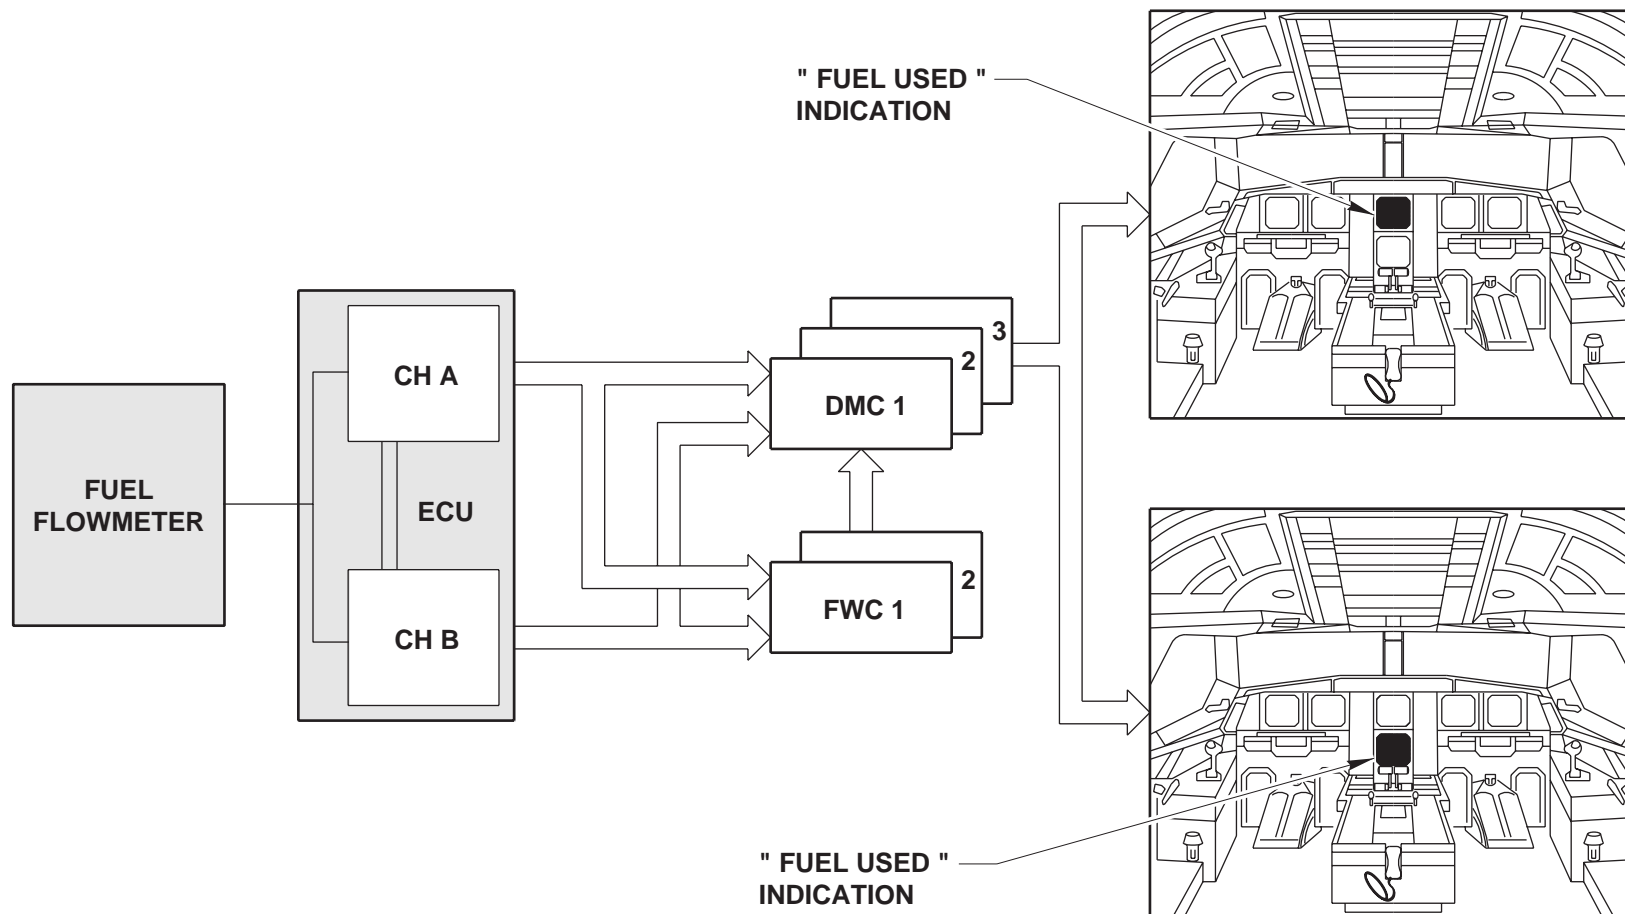 " FUEL USED "
INDICATION
3
2
CH A
DMC 1
FUEL
FLOWMETER
ECU
2
FWC 1
CH B
" FUEL USED "
INDICATION